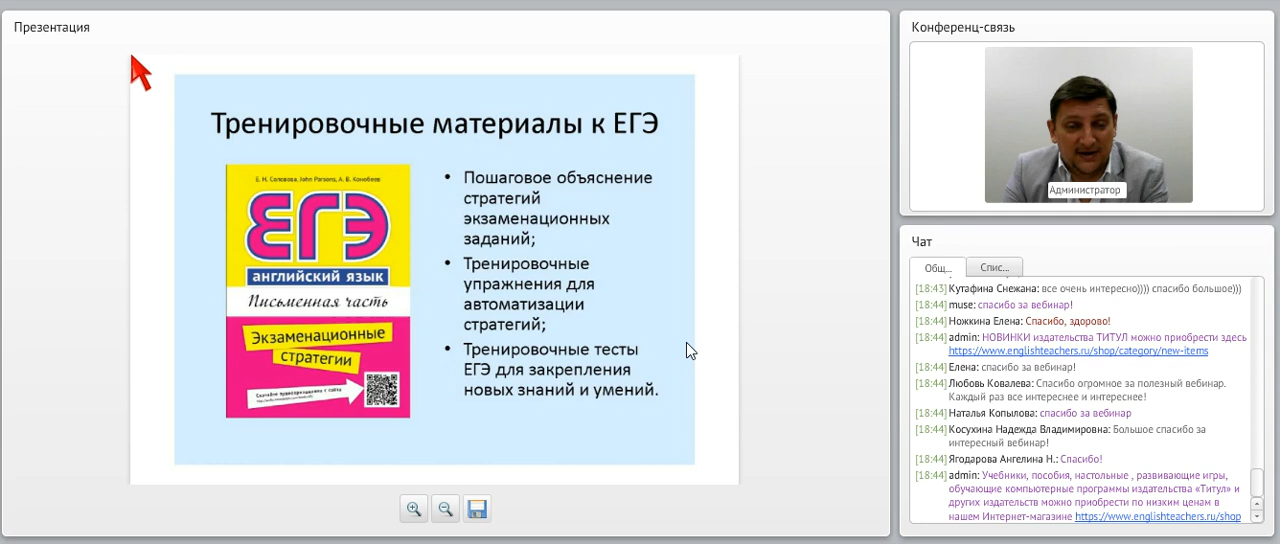 Презентация
Тренировочные материалы к ЕГЭ
Е. Н. Соловова, John Parsons, А. В. Конобеев
ЕГЭ
английский язык
Письменная часть
Экзаменационные
стратегии
• Пошаговое объяснение
стратегий
экзаменационных
заданий;
• Тренировочные
упражнения для
автоматизации
стратегий;
• Тренировочные тесты
ЕГЭ для закрепления
новых знаний и умений.
Конференц-связь
Администратор
Чат
Общ...
Спис...
[18:43] Кутафина Снежана: все очень интересно)))) спасибо большое)))
[18:44] muse: спасибо за вебинар!
[18:44] Ножкина Елена: Спасибо, здорово!
[18:44] admin: НОВИНКИ издательства ТИТУЛ можно приобрести здесь
https://www.englishteachers.ru/shop/category/new-items
[18:44] Елена: спасибо за вебинар!
[18:44] Любовь Ковалева: Спасибо огромное за полезный вебинар.
Каждый раз все интереснее и интереснее!
[18:44] Наталья Копылова: спасибо за вебинар
[18:44] Косухина Надежда Владимировна: Большое спасибо за
интересный вебинар!
[18:44] Ягодарова Ангелина Н.: Спасибо!
[18:44] admin: Учебники, пособия, настольные , развивающие игры,
обучающие компьютерные программы издательства «Титул» и
других издательств можно приобрести по низким ценам в
нашем Интернет-магазине https://www.englishteachers.ru/shop